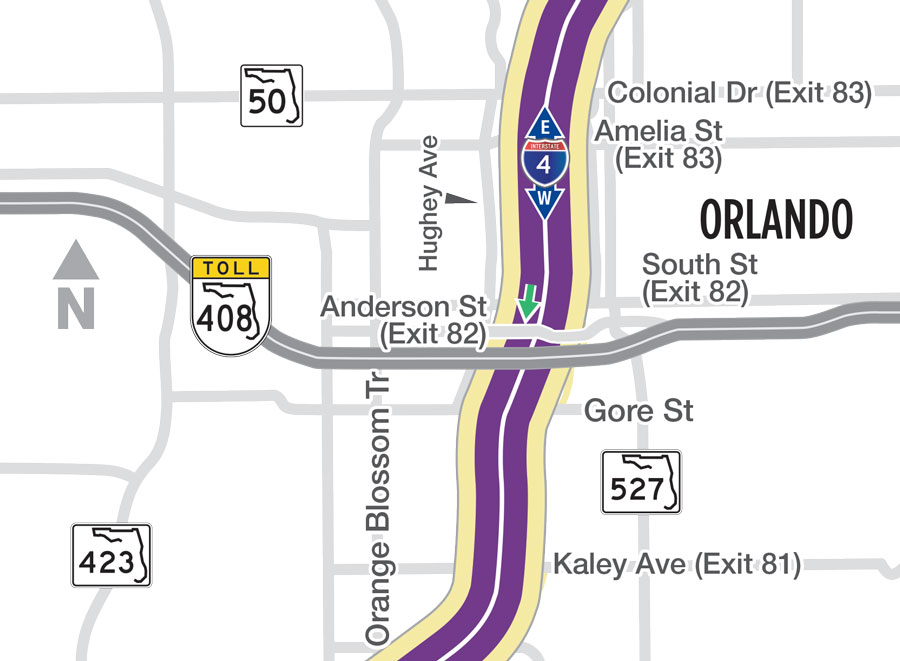 Colonial Dr (Exit 83)
50
E
INTERSTATE
4
W
Amelia St
(Exit 83)
Hughey Ave
ORLANDO
N
TOLL
408
South St
(Exit 82)
Anderson St
(Exit 82)
Orange Blossom Tr
Gore St
527
423
Kaley Ave (Exit 81)